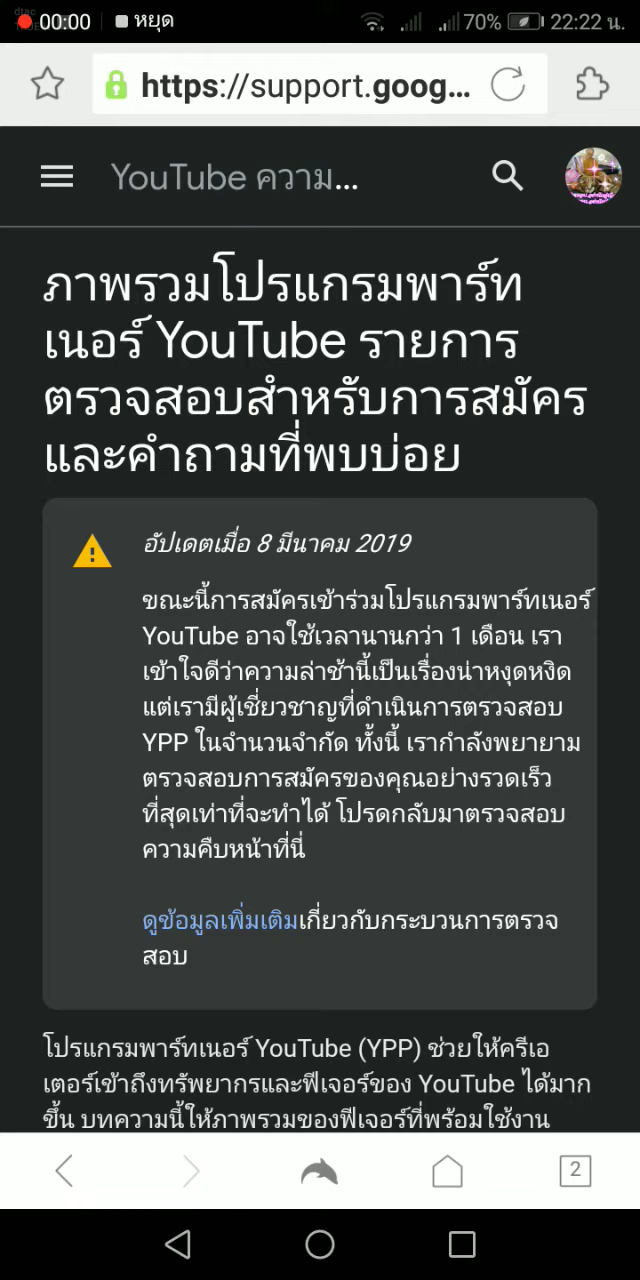 00:00 หยุด 70% 22:22 น.
https://support.goog...
YouTube ความ...
ภาพรวมโปรแกรมพาร์ท
เนอร์ YouTube รายการ
ตรวจสอบสำหรับการสมัคร
และคำถามที่พบบ่อย
อัปเดตเมื่อ 8 มีนาคม 2019
ขณะนี้การสมัครเข้าร่วมโปรแกรมพาร์ทเนอร์
YouTube อาจใช้เวลานานกว่า 1 เดือน เรา
เข้าใจดีว่าความล่าช้านี้เป็นเรื่องน่าหงุดหงิด
แต่เรามีผู้เชี่ยวชาญที่ดำเนินการตรวจสอบ
YPP ในจำนวนจำกัด ทั้งนี้ เรากำลังพยายาม
ตรวจสอบการสมัครของคุณอย่างรวดเร็ว
ที่สุดเท่าที่จะทำได้ โปรดกลับมาตรวจสอบ
ความคืบหน้าที่นี่
ดูข้อมูลเพิ่มเติมเกี่ยวกับกระบวนการตรวจ
สอบ
โปรแกรมพาร์ทเนอร์ YouTube (YPP) ช่วยให้ครีเอ
เตอร์เข้าถึงทรัพยากรและฟีเจอร์ของ YouTube ได้มาก
ขึ้น บทความนี้ให้ภาพรวมของฟีเจอร์ที่พร้อมใช้งาน
2